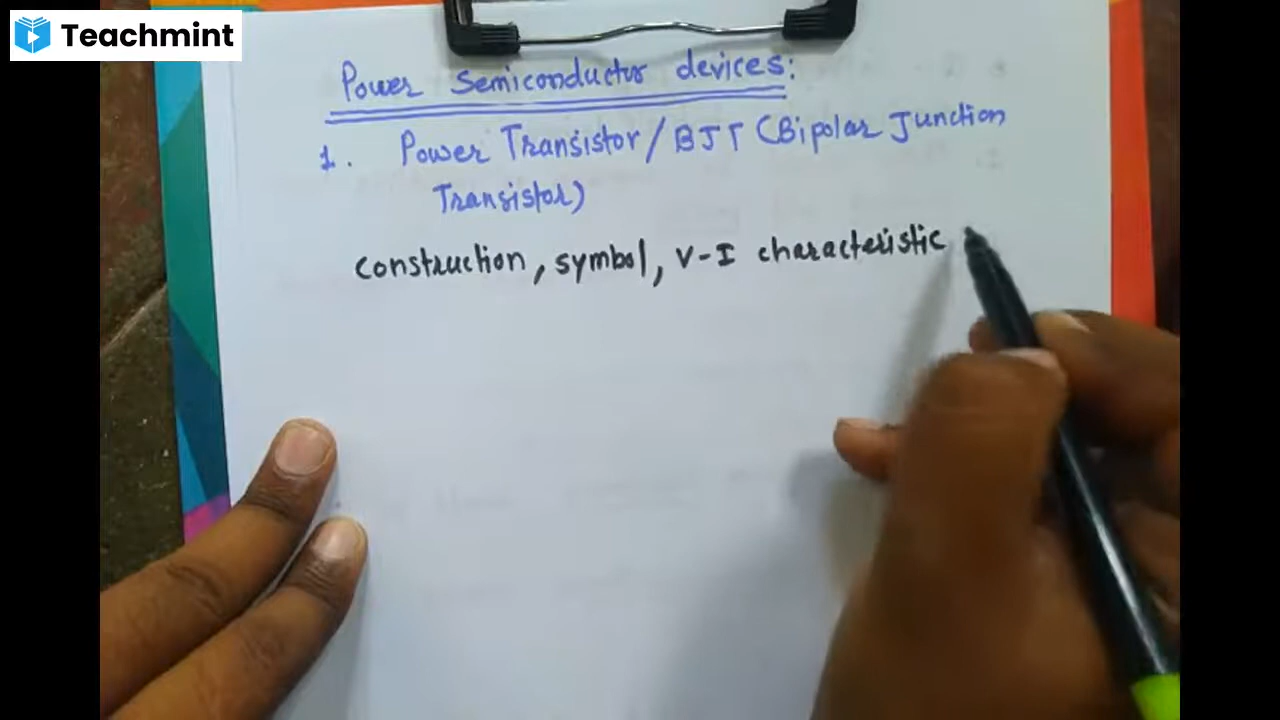 Teachmint
Power Semiconductor devices:
1. Power Transistor/BJT (Bipolar Junction
Transistor)
construction, symbol, V-I characteristic